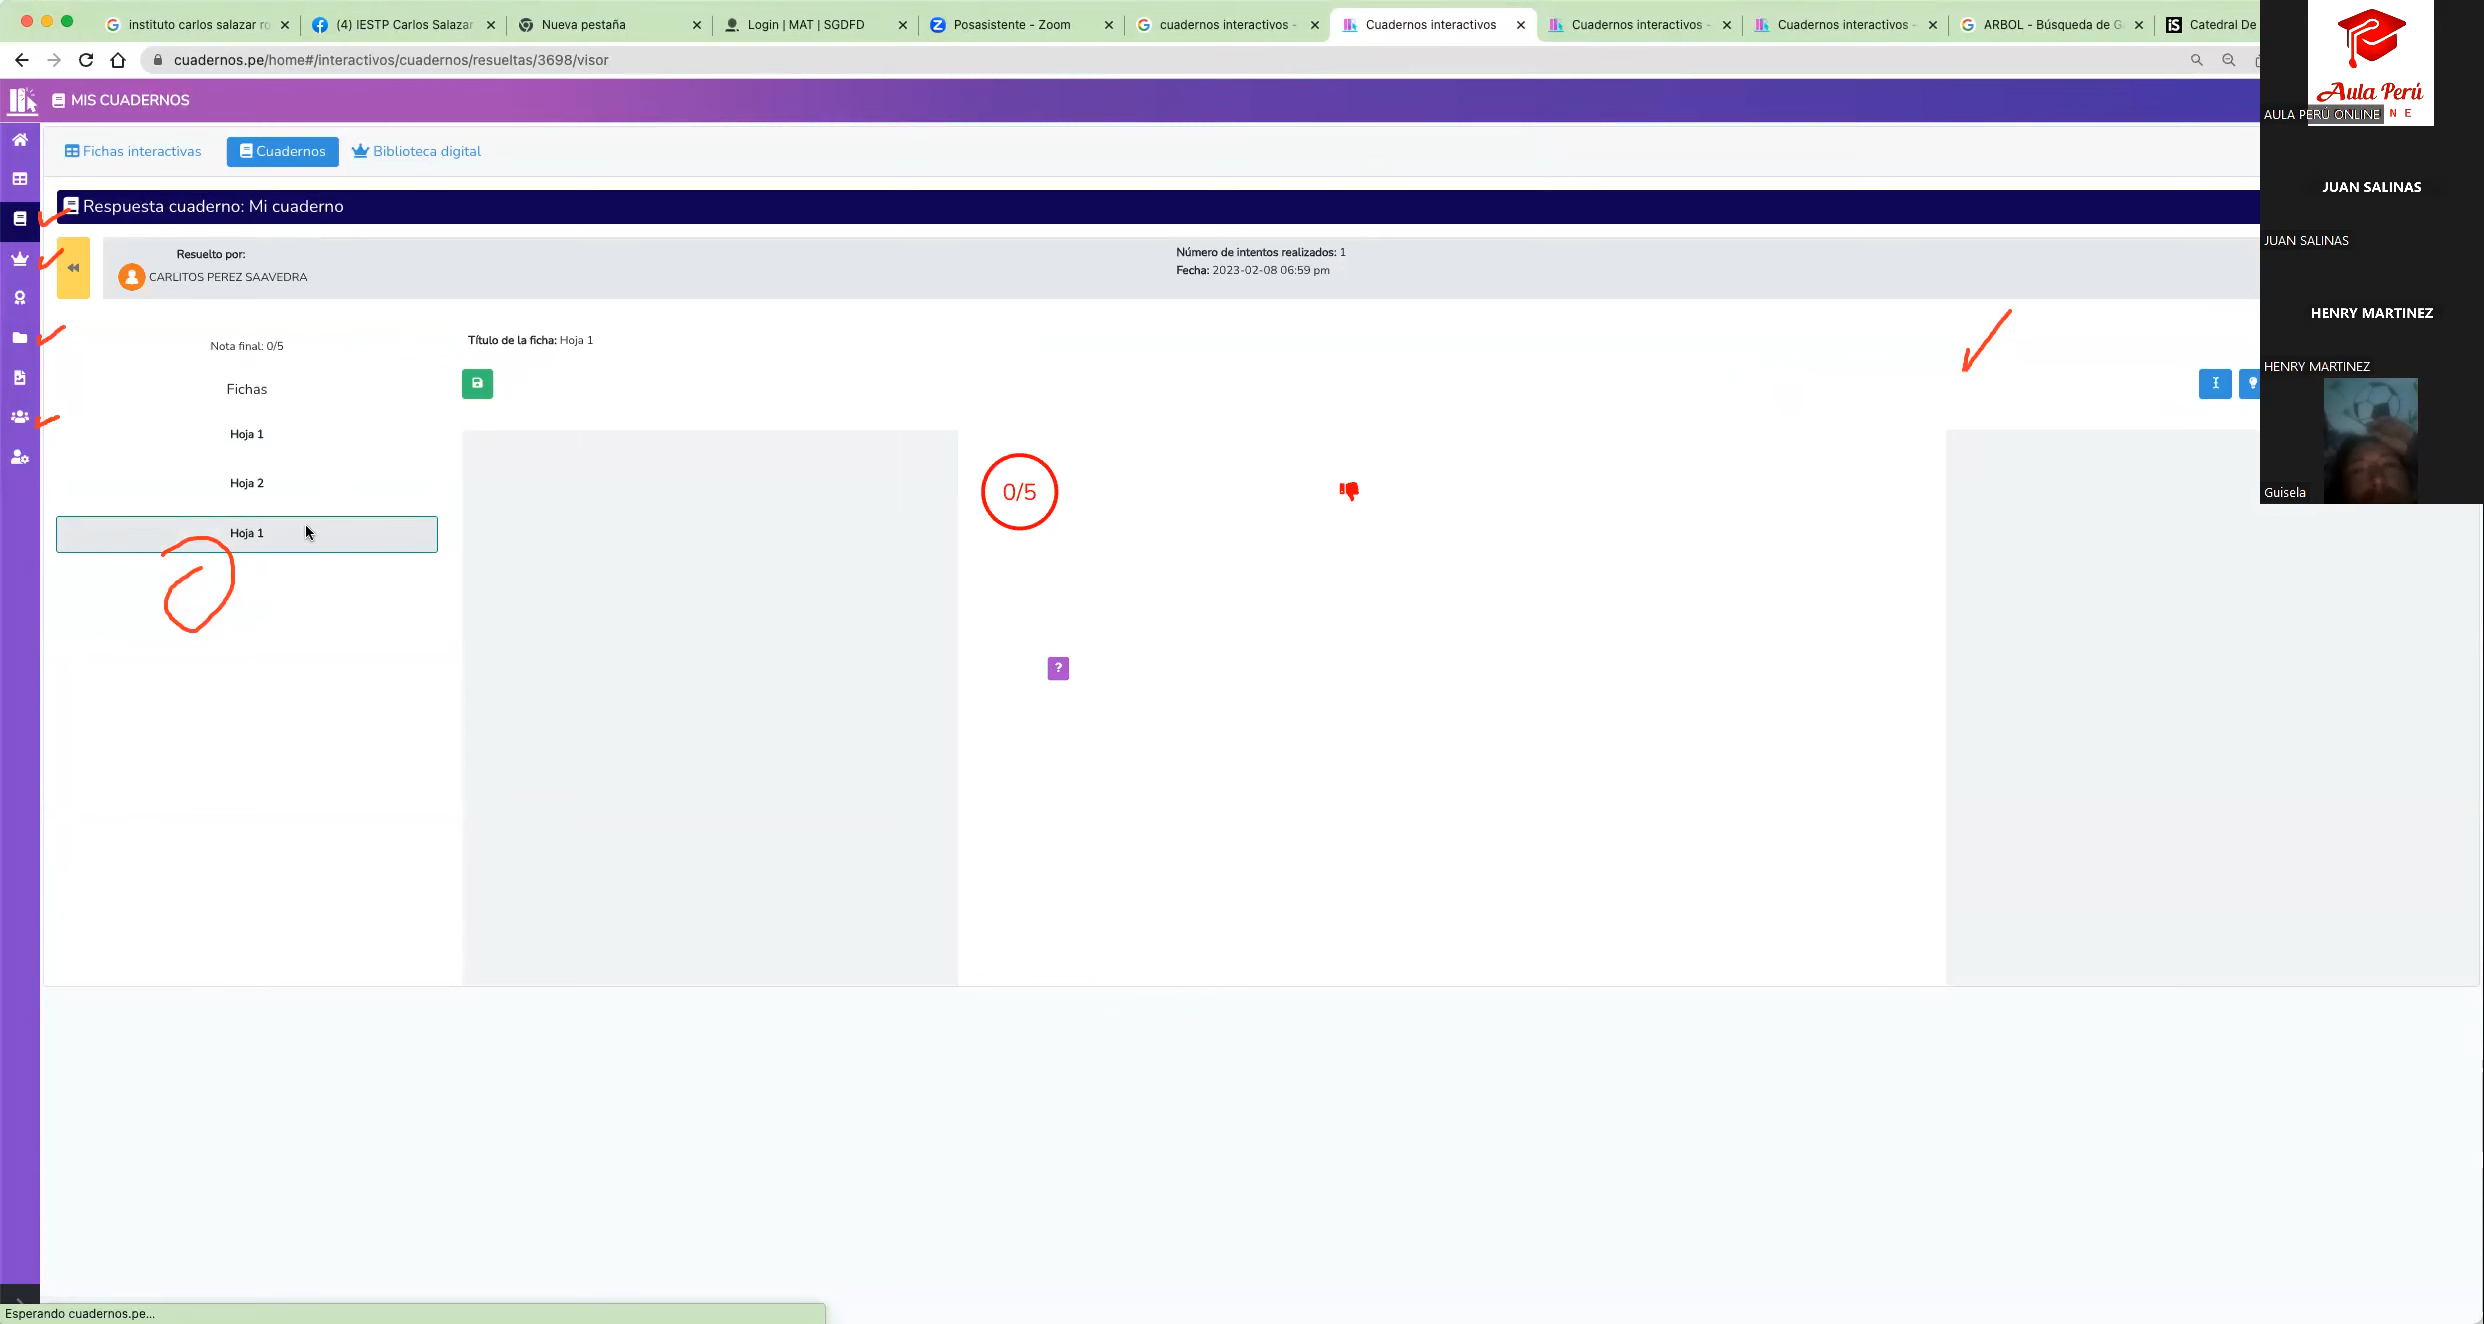 instituto carlos salazar ro
(4) IESTP Carlos Salazar
Nueva pestaña
Login | MAT | SGDFD
Posasistente - Zoom
cuadernos interactivos -
Cuadernos interactivos
Cuadernos interactivos -
Cuadernos interactivos -
ARBOL - Búsqueda de G
Catedral De
cuadernos.pe/home#/interactivos/cuadernos/resueltas/3698/visor
MIS CUADERNOS
Fichas interactivas
Cuadernos
Biblioteca digital
Respuesta cuaderno: Mi cuaderno
Resuelto por:
CARLITOS PEREZ SAAVEDRA
Número de intentos realizados: 1
Fecha: 2023-02-08 06:59 pm
Nota final: 0/5
Fichas
Hoja 1
Hoja 2
Hoja 1
Título de la ficha: Hoja 1
0/5
?
Aula Perú
N E
AULA PERÚ ONLINE
JUAN SALINAS
JUAN SALINAS
HENRY MARTINEZ
HENRY MARTINEZ
Guisela
Esperando cuadernos.pe...